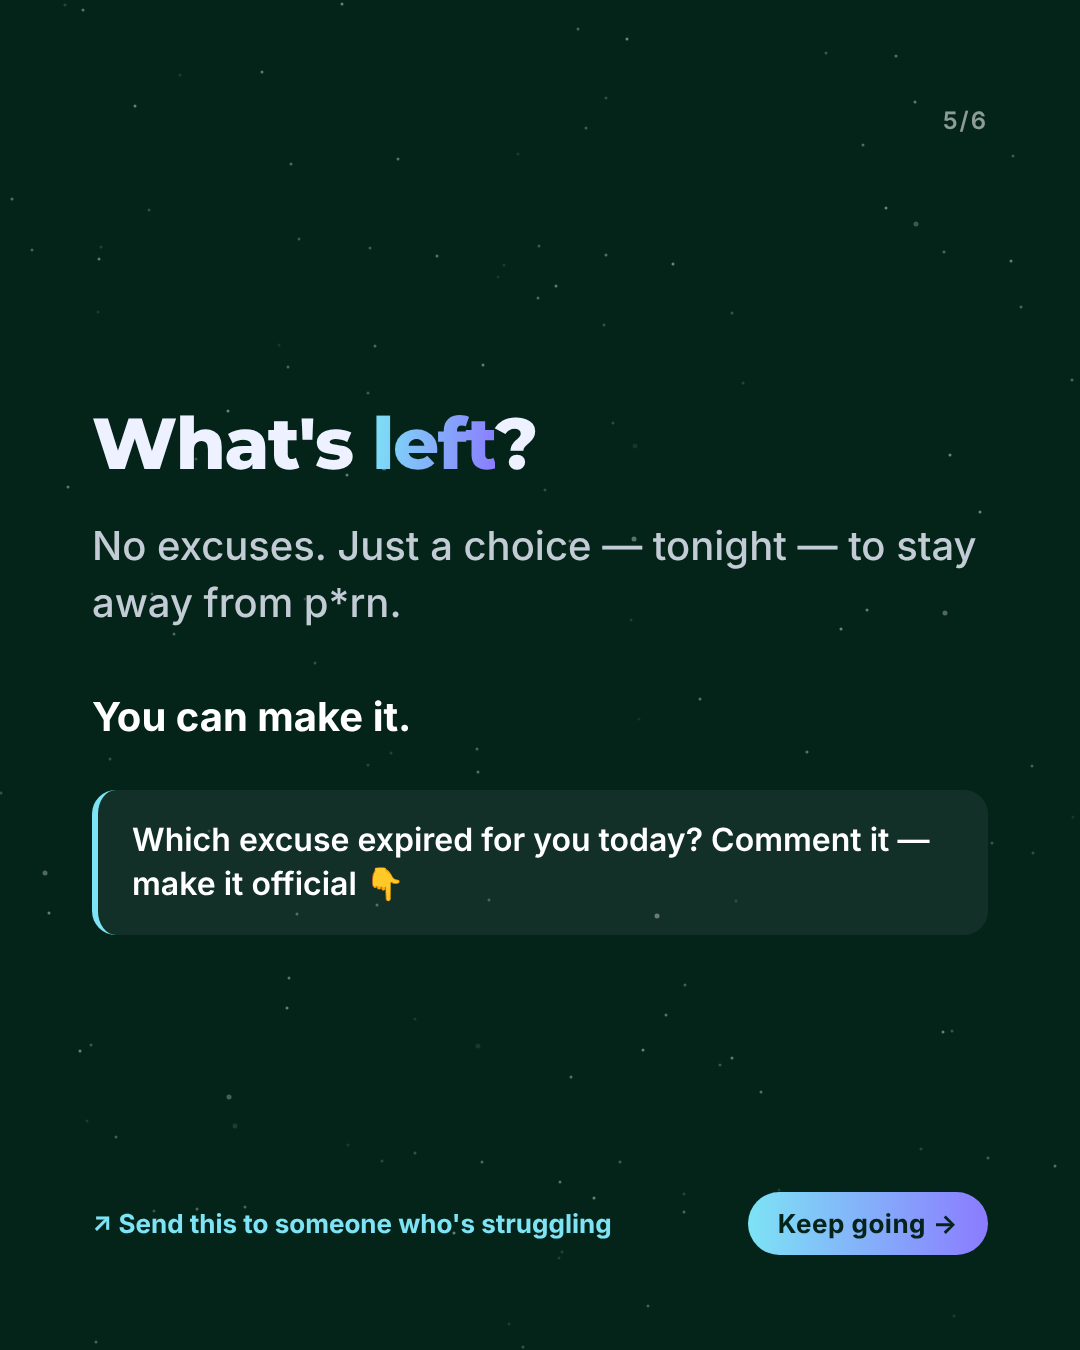 5/6
What's left?
No excuses. Just a choice — tonight — to stay
away from p*rn.
You can make it.
Which excuse expired for you today? Comment it —
make it official 👇
↗ Send this to someone who's struggling
Keep going →